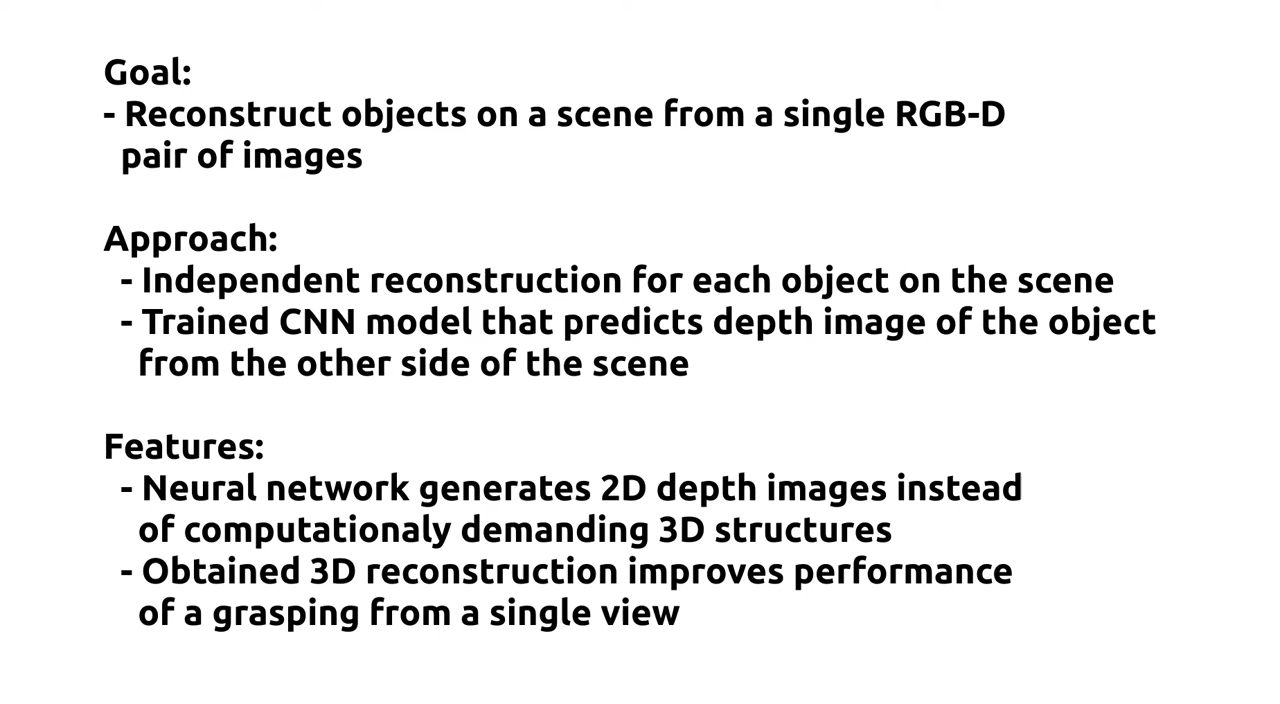 Goal:
- Reconstruct objects on a scene from a single RGB-D
pair of images
Approach:
- Independent reconstruction for each object on the scene
- Trained CNN model that predicts depth image of the object
from the other side of the scene
Features:
- Neural network generates 2D depth images instead
of computationaly demanding 3D structures
- Obtained 3D reconstruction improves performance
of a grasping from a single view